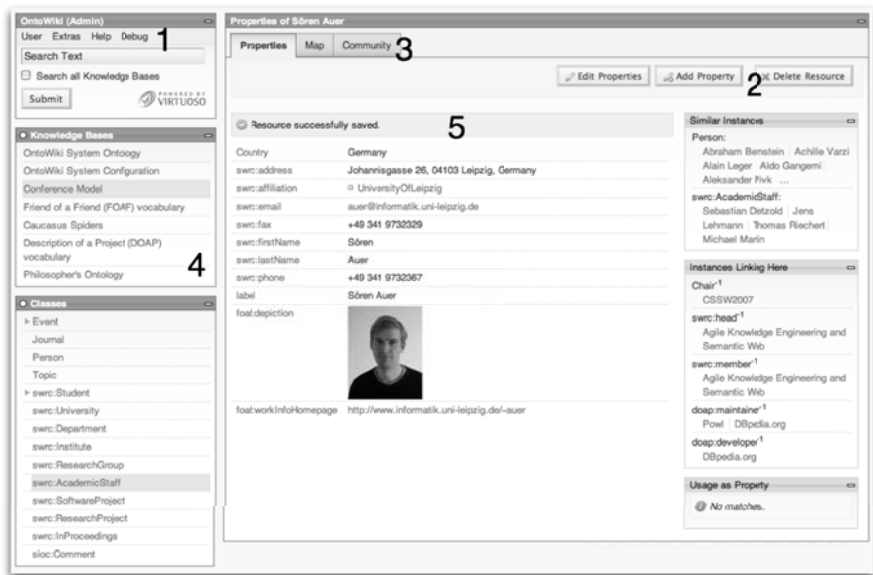 OntoWiki (Admin)
User Extras Help Debug 1
Search Text
Search all Knowledge Bases
Submit
POWERED BY
VIRTUOSO
Knowledge Bases
OntoWiki System Ontology
OntoWiki System Configuration
Conference Model
Friend of a Friend (FOAF) vocabulary
Caucasus Spiders
Description of a Project (DOAP)
vocabulary
4
Philosopher's Ontology
Classes
Event
Journal
Person
Topic
swrc:Student
swrc:University
swrc:Department
swrc:Institute
swrc:ResearchGroup
swrc:AcademicStaff
swrc:SoftwareProject
swrc:ResearchProject
swrc:InProceedings
sioc:Comment
Properties of Sören Auer
Properties Map Community 3
Edit Properties Add Property 2 Delete Resource
Resource successfully saved. 5
Country Germany
swrc:address Johannisgasse 26, 04103 Leipzig, Germany
swrc:affiliation UniversityOfLeipzig
swrc:email auer@informatik.uni-leipzig.de
swrc:fax +49 341 9732329
swrc:firstName Sören
swrc:lastName Auer
swrc:phone +49 341 9732367
label Sören Auer
foaf:depiction
foaf:workInfoHomepage http://www.informatik.uni-leipzig.de/~auer
Similar Instances
Person:
Abraham Benstein Achille Varzi
Alain Leger Aldo Gangemi
Aleksander ...
swrc:AcademicStaff:
Sebastian Detzold Jens
Lehmann Thomas Riechert
Michael Marin
Instances Linking Here
Chair-1
CSSW2007
swrc:head-1
Agile Knowledge Engineering and
Semantic Web
swrc:member-1
Agile Knowledge Engineering and
Semantic Web
doap:maintainer-1
Powl DBpedia.org
doap:developer-1
DBpedia.org
Usage as Property
No matches.